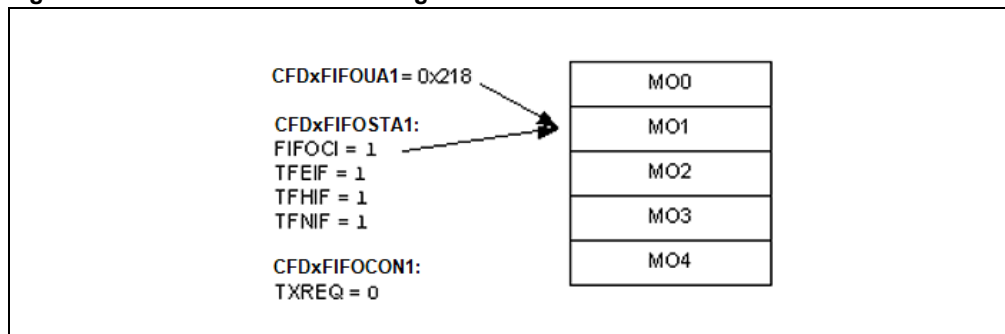 CFDxFIFOUA1= 0x218
CFDxFIFOSTA1:
FIFOCI = 1
TFEIF = 1
TFHIF = 1
TFNIF = 1
CFDxFIFOCON1:
TXREQ = 0
MO0
MO1
MO2
MO3
MO4